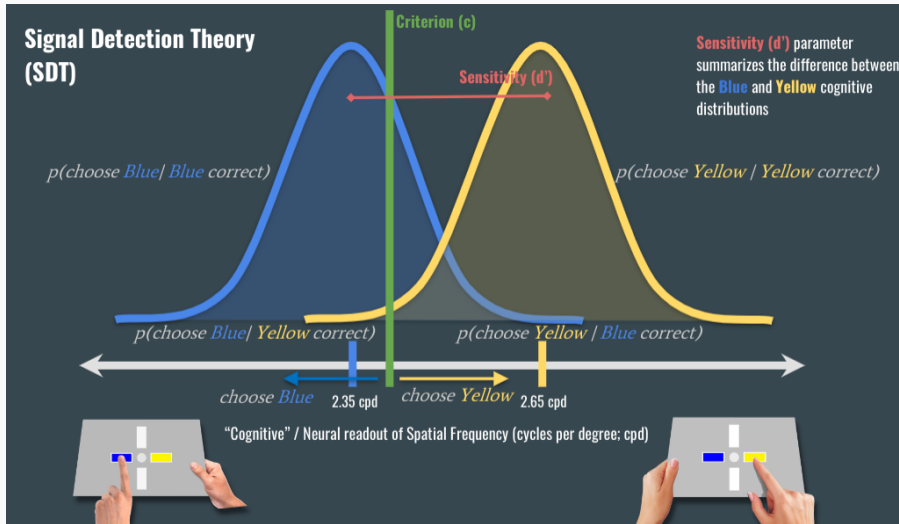 Signal Detection Theory
(SDT)
Criterion (c)
Sensitivity (d')
Sensitivity (d') parameter
summarizes the difference between
the Blue and Yellow cognitive
distributions
p(choose Blue| Blue correct)
p(choose Yellow | Yellow correct)
p(choose Blue| Yellow correct)
p(choose Yellow | Blue correct)
choose Blue
2.35 cpd
choose Yellow
2.65 cpd
“Cognitive” / Neural readout of Spatial Frequency (cycles per degree; cpd)